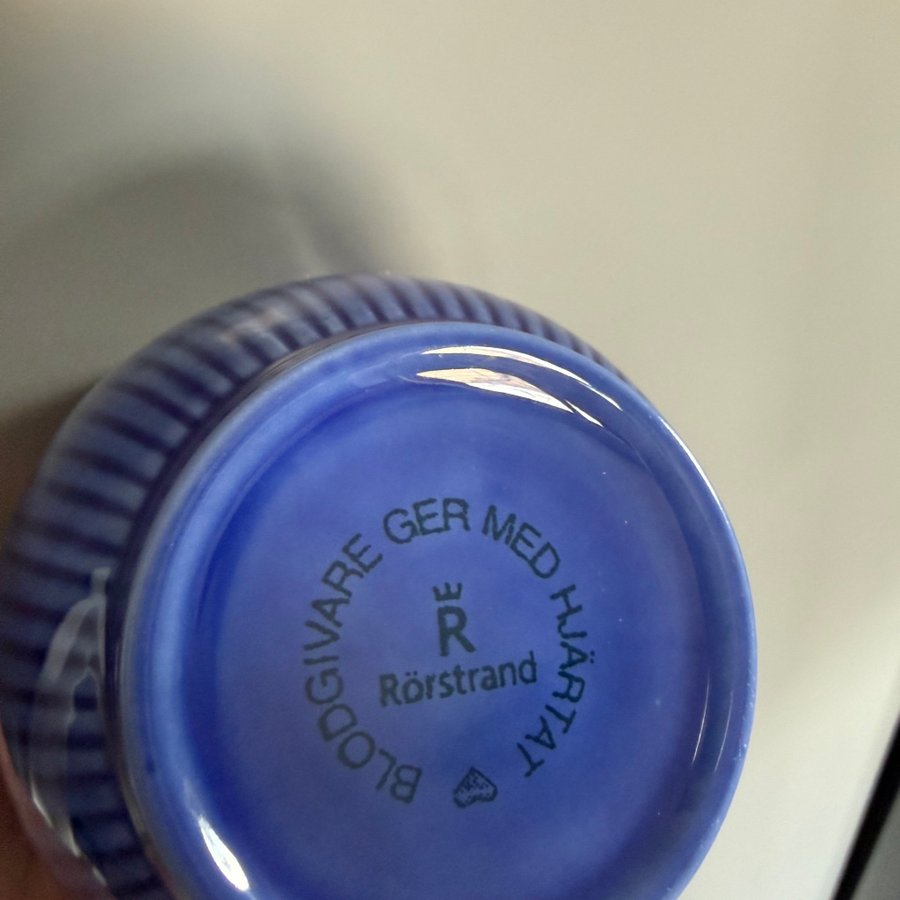 BLODGIVARE GER MED HJÄRTAT
R
Rörstrand